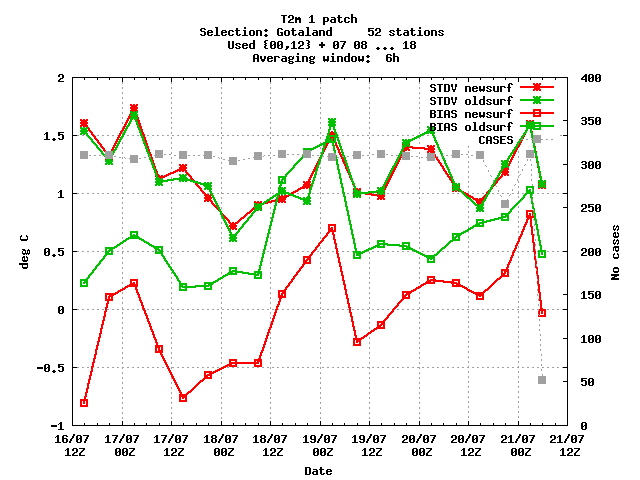 T2m 1 patch
Selection: Gotaland     52 stations
Used {00,12} + 07 08 ... 18
Averaging window:  6h
STDV newsurf
STDV oldsurf
BIAS newsurf
BIAS oldsurf
CASES
2
1.5
1
0.5
0
-0.5
-1
deg C
400
350
300
250
200
150
100
50
0
No cases
16/07 17/07 17/07 18/07 18/07 19/07 19/07 20/07 20/07 21/07 21/07
12Z 00Z 12Z 00Z 12Z 00Z 12Z 00Z 12Z 00Z 12Z
Date